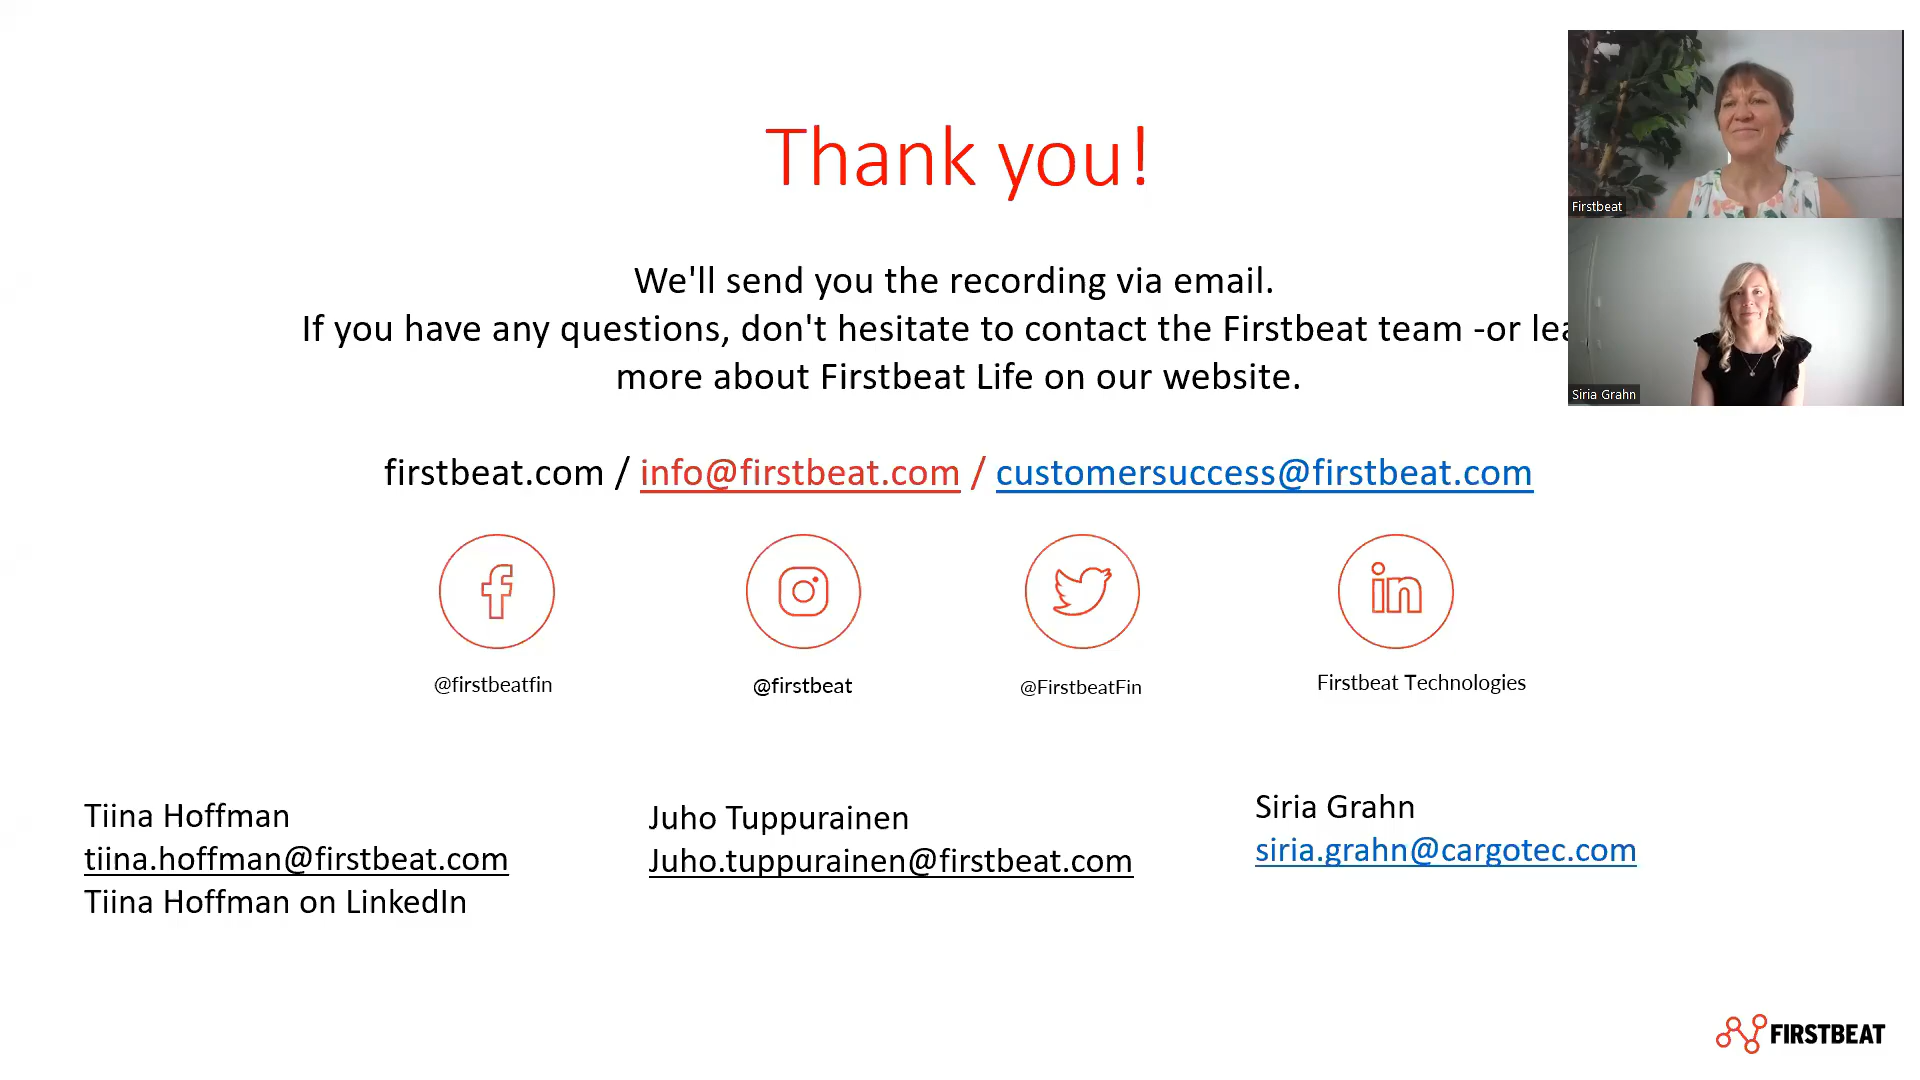 Thank you!
We'll send you the recording via email.
If you have any questions, don't hesitate to contact the Firstbeat team -or
more about Firstbeat Life on our website.
firstbeat.com / info@firstbeat.com / customersuccess@firstbeat.com
@firstbeatfin
@firstbeat
@FirstbeatFin
Firstbeat Technologies
Tiina Hoffman
tiina.hoffman@firstbeat.com
Tiina Hoffman on LinkedIn
Juho Tuppurainen
Juho.tuppurainen@firstbeat.com
Siria Grahn
siria.grahn@cargotec.com
Firstbeat
Siria Grahn
FIRSTBEAT